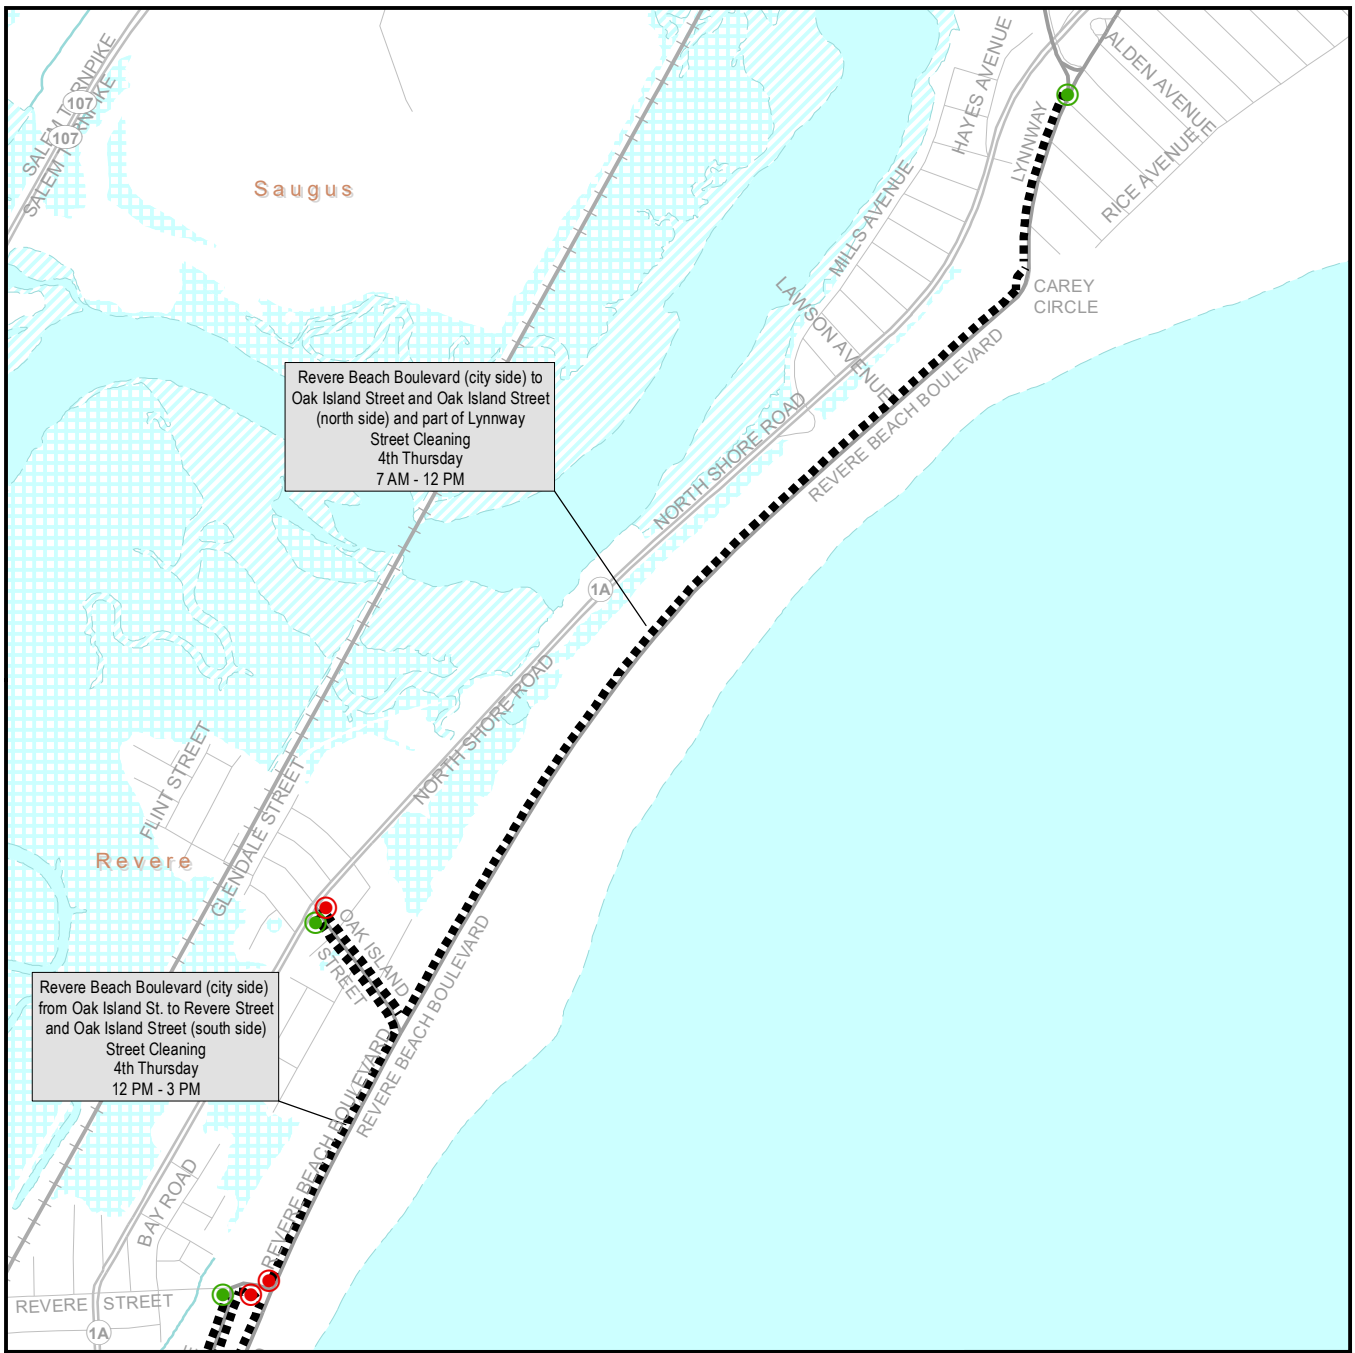 SALEM TURNPIKE
107
107
SALEM TURNPIKE
Saugus
HAYES AVENUE
ALDEN AVENUE
LYNNWAY
RICE AVENUE
MILLS AVENUE
LAWSON AVENUE
CAREY
CIRCLE
REVERE BEACH BOULEVARD
NORTH SHORE ROAD
Revere Beach Boulevard (city side) to
Oak Island Street and Oak Island Street
(north side) and part of Lynnway
Street Cleaning
4th Thursday
7 AM - 12 PM
1A
NORTH SHORE ROAD
FLINT STREET
GLENDALE STREET
Revere
OAK ISLAND
STREET
REVERE BEACH BOULEVARD
Revere Beach Boulevard (city side)
from Oak Island St. to Revere Street
and Oak Island Street (south side)
Street Cleaning
4th Thursday
12 PM - 3 PM
REVERE BEACH BOULEVARD
BAY ROAD
REVERE STREET
1A